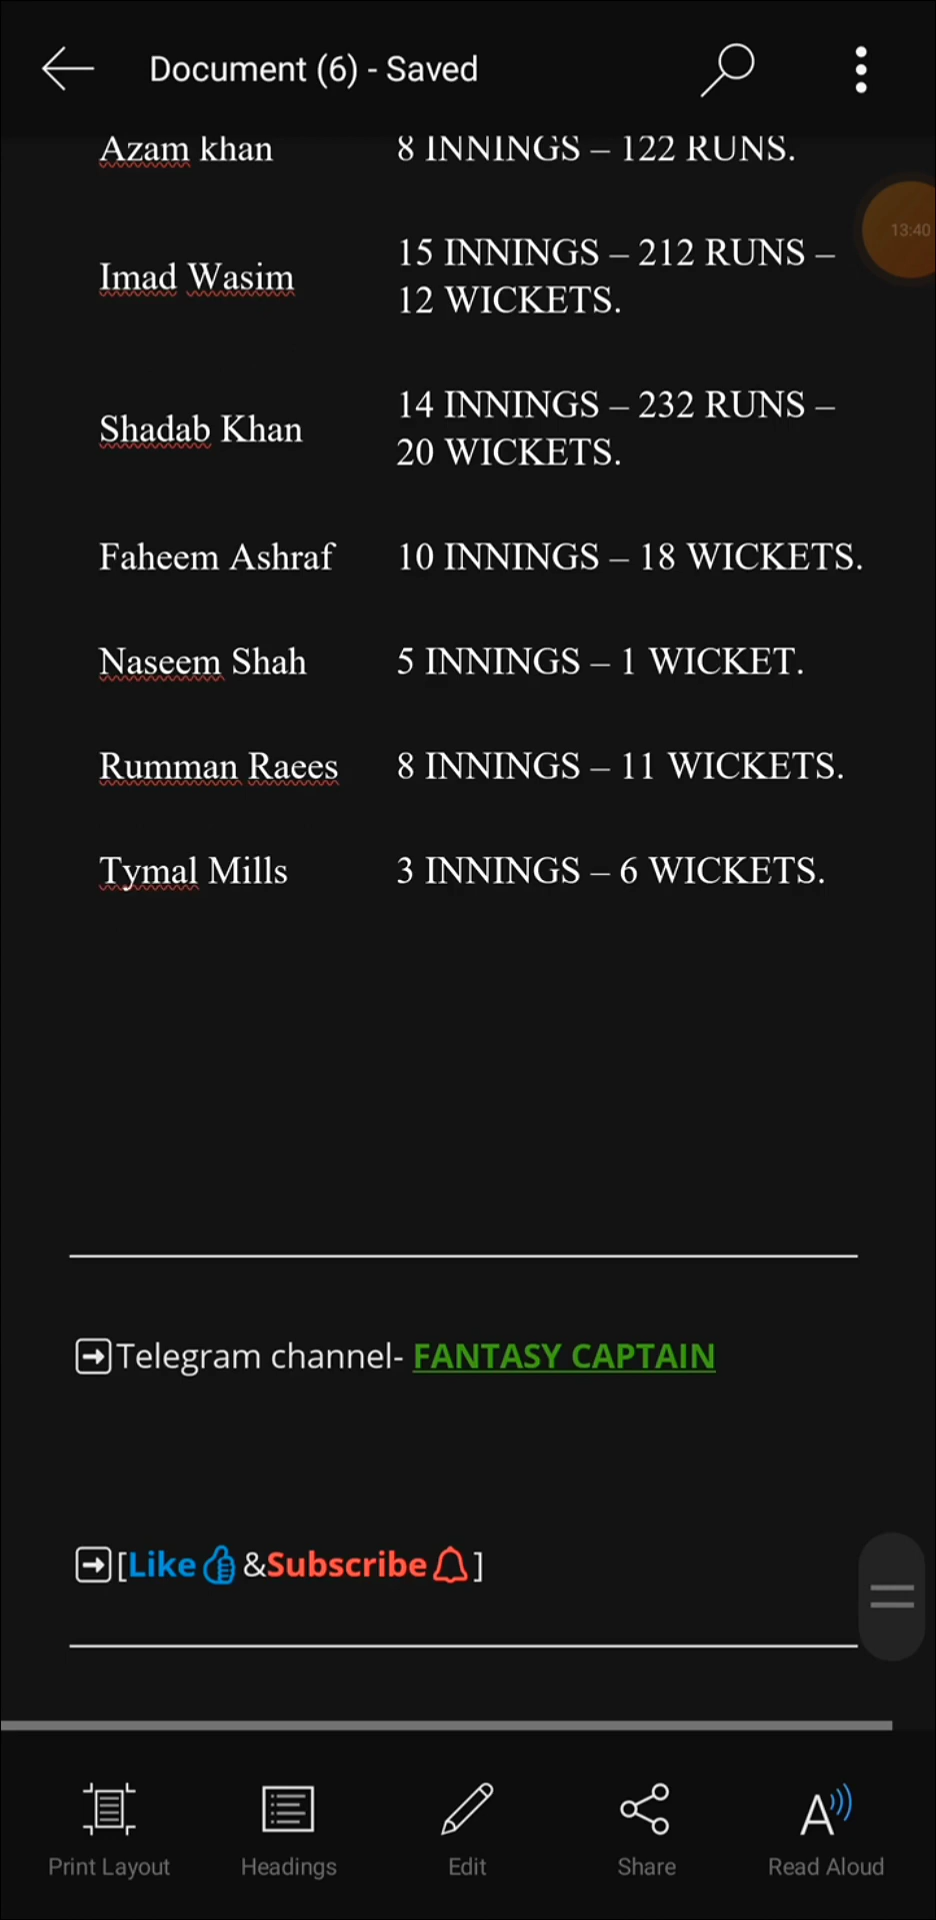 Document (6) - Saved
Azam khan 8 INNINGS – 122 RUNS.
13:40
Imad Wasim 15 INNINGS – 212 RUNS –
12 WICKETS.
Shadab Khan 14 INNINGS – 232 RUNS –
20 WICKETS.
Faheem Ashraf 10 INNINGS – 18 WICKETS.
Naseem Shah 5 INNINGS – 1 WICKET.
Rumman Raees 8 INNINGS – 11 WICKETS.
Tymal Mills 3 INNINGS – 6 WICKETS.
Telegram channel- FANTASY CAPTAIN
[Like &Subscribe ]
Print Layout Headings Edit Share Read Aloud